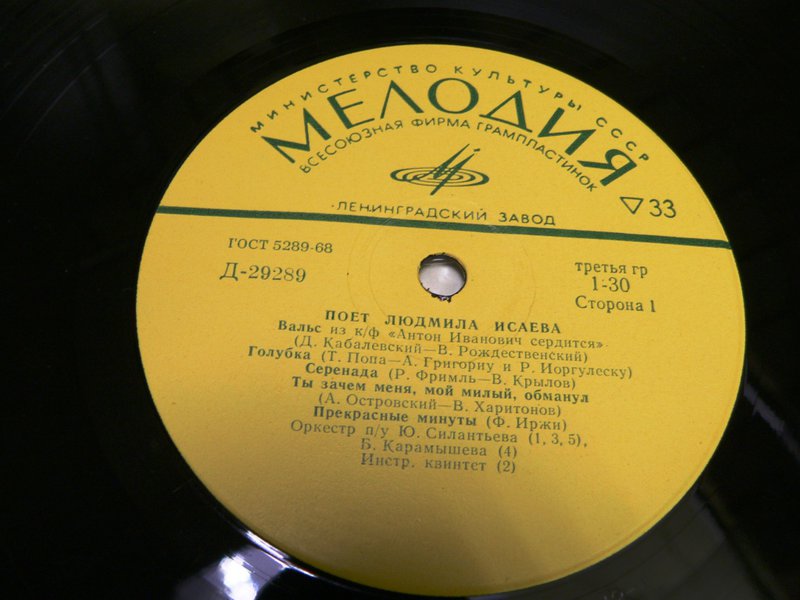 МИНИСТЕРСТВО КУЛЬТУРЫ СССР
МЕЛОДИЯ
ВСЕСОЮЗНАЯ ФИРМА ГРАМПЛАСТИНОК
ЛЕНИНГРАДСКИЙ ЗАВОД
▽ 33
ГОСТ 5289-68
Д-29289
третья гр
1-30
Сторона 1
ПОЕТ ЛЮДМИЛА ИСАЕВА
Вальс из к/ф «Антон Иванович сердится»
(Д. Кабалевский—В. Рождественский)
Голубка (Т. Попа—А. Григориу и Р. Иоргулеску)
Серенада (Р. Фримль—В. Крылов)
Ты зачем меня, мой милый, обманул
(А. Островский—В. Харитонов)
Прекрасные минуты (Ф. Иржи)
Оркестр п/у Ю. Силантьева (1, 3, 5),
Б. Карамышева (4)
Инстр. квинтет (2)